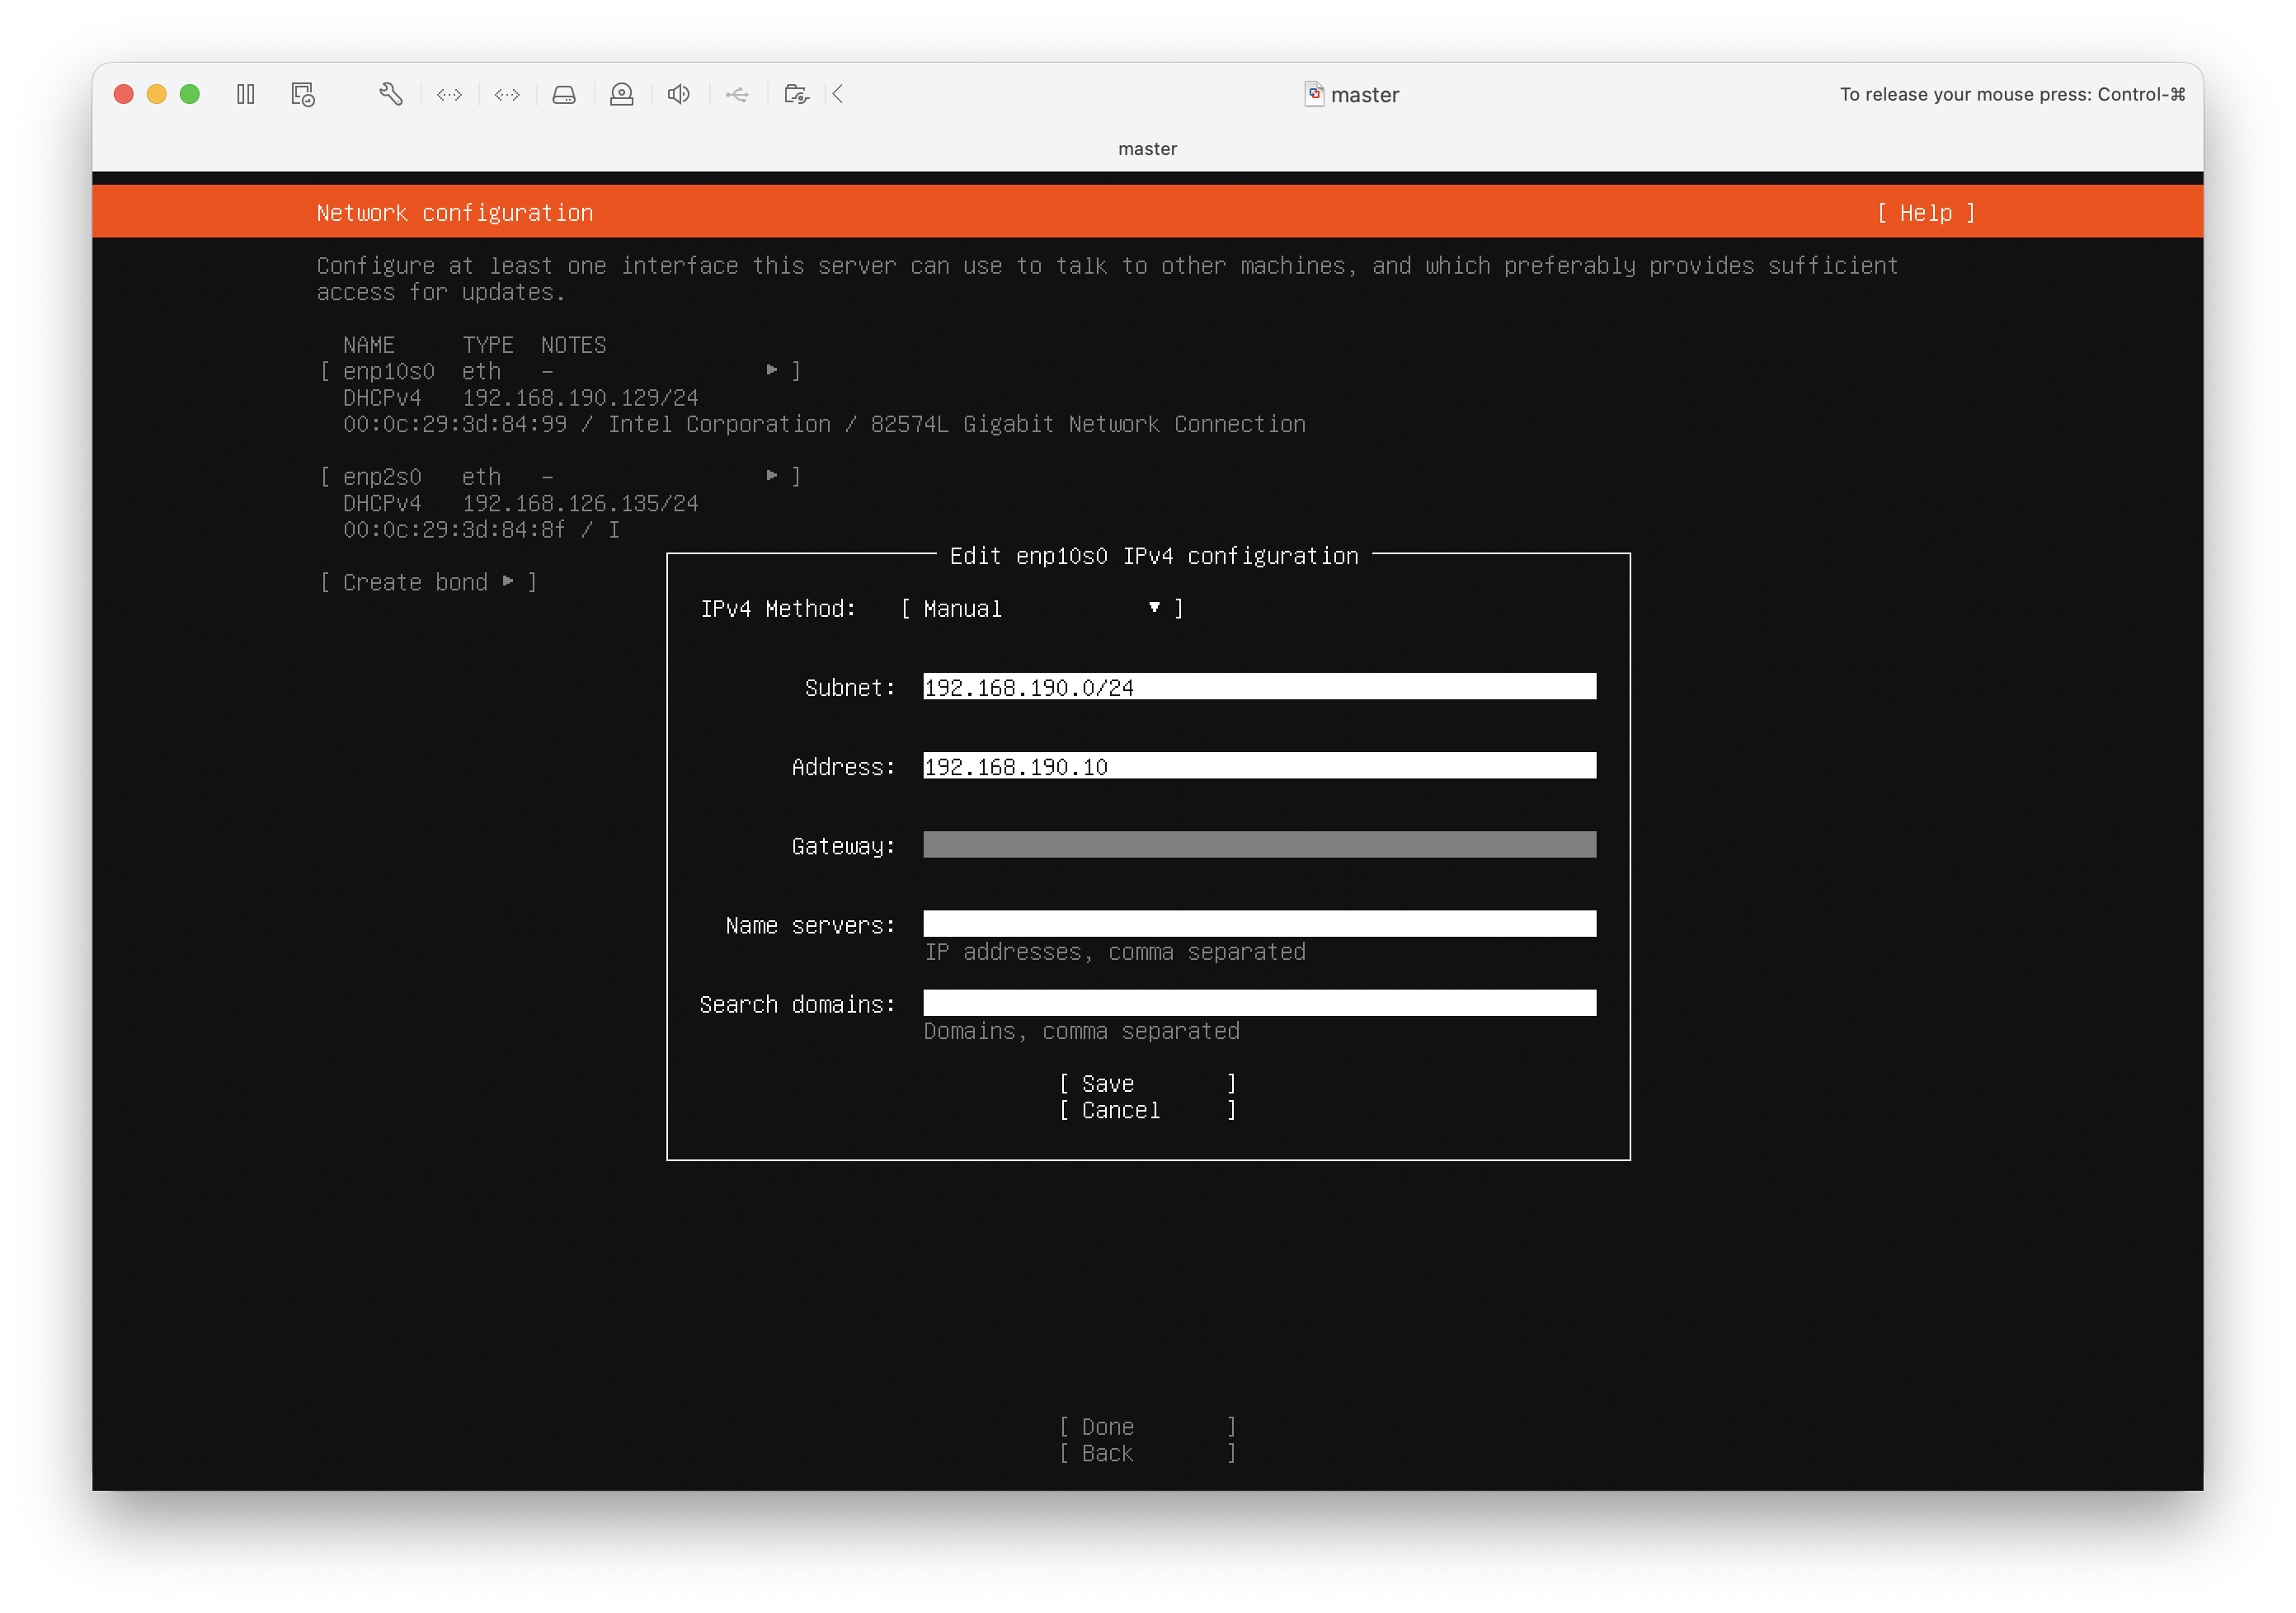 master
To release your mouse press: Control-⌘
master
Network configuration [ Help ]
Configure at least one interface this server can use to talk to other machines, and which preferably provides sufficient
access for updates.
NAME TYPE NOTES
[ enp10s0 eth - ▸ ]
DHCPv4 192.168.190.129/24
00:0c:29:3d:84:99 / Intel Corporation / 82574L Gigabit Network Connection
[ enp2s0 eth - ▸ ]
DHCPv4 192.168.126.135/24
00:0c:29:3d:84:8f / I
[ Create bond ▸ ]
Edit enp10s0 IPv4 configuration
IPv4 Method: [ Manual ▾ ]
Subnet: 192.168.190.0/24
Address: 192.168.190.10
Gateway:
Name servers:
IP addresses, comma separated
Search domains:
Domains, comma separated
[ Save ]
[ Cancel ]
[ Done ]
[ Back ]